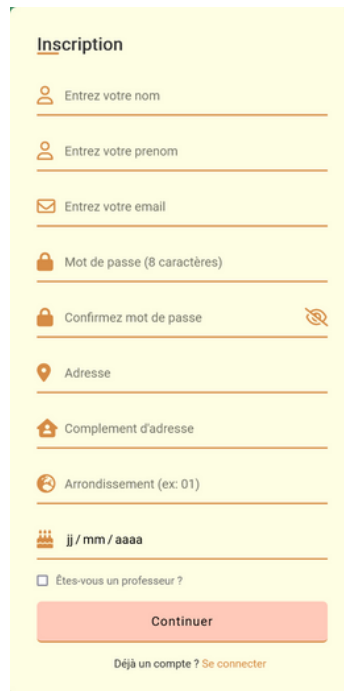 Inscription
Entrez votre nom
Entrez votre prenom
Entrez votre email
Mot de passe (8 caractères)
Confirmez mot de passe
Adresse
Complement d'adresse
Arrondissement (ex: 01)
jj / mm / aaaa
Êtes-vous un professeur ?
Continuer
Déjà un compte ? Se connecter